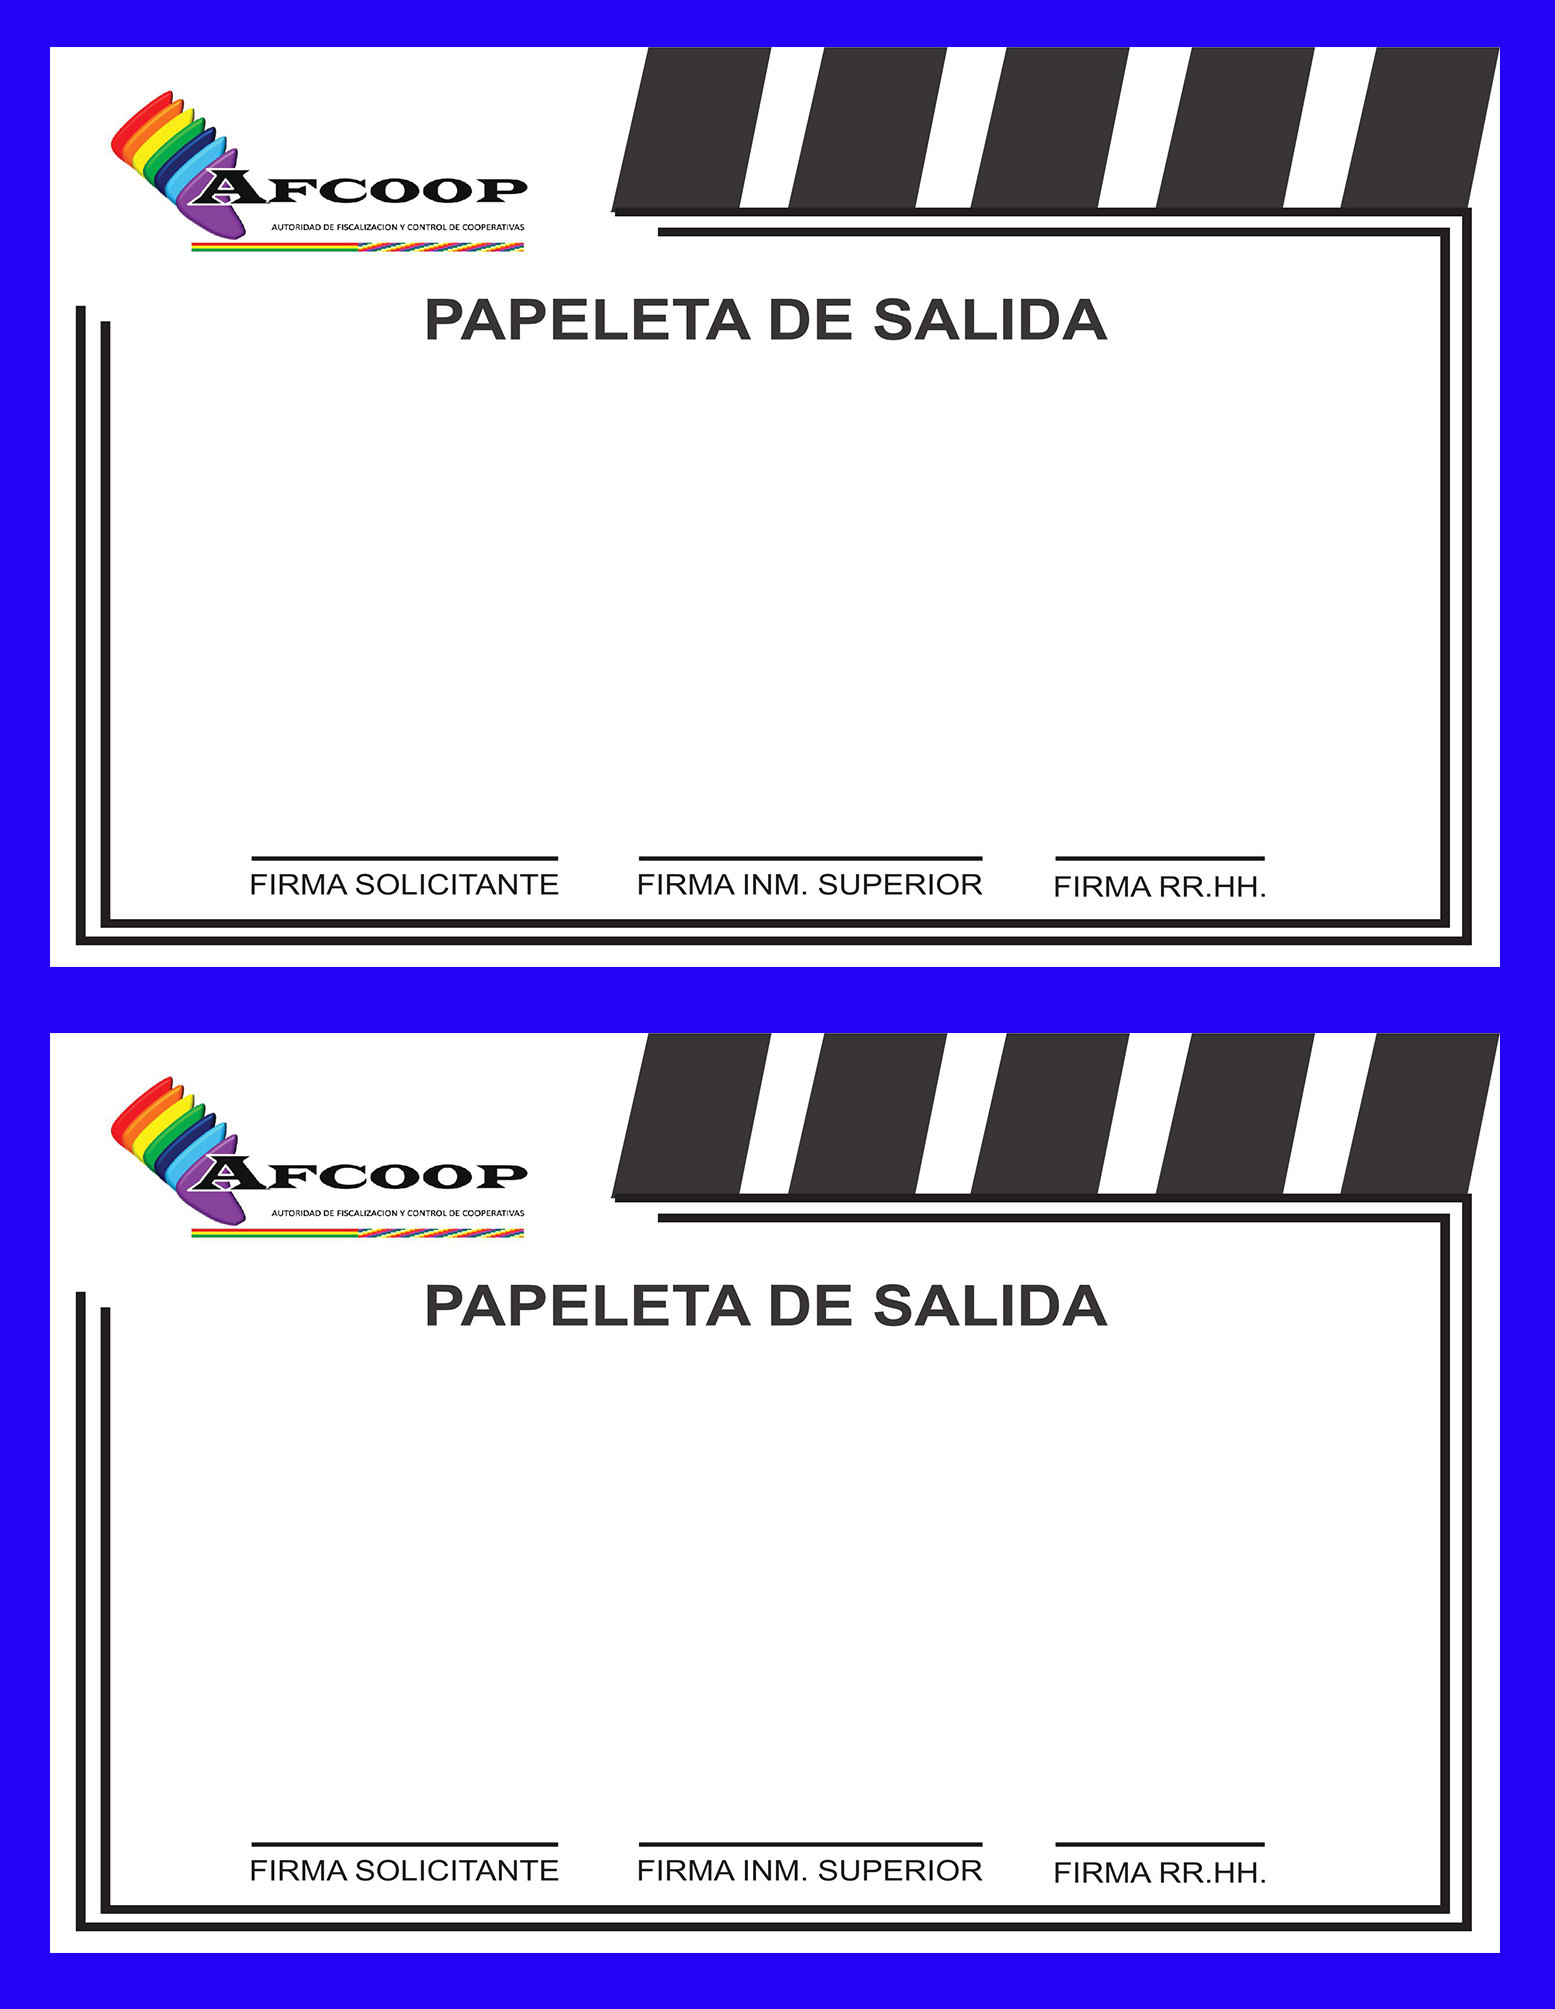 AFCOOP
AUTORIDAD DE FISCALIZACION Y CONTROL DE COOPERATIVAS
PAPELETA DE SALIDA
FIRMA SOLICITANTE FIRMA INM. SUPERIOR FIRMA RR.HH.
AFCOOP
AUTORIDAD DE FISCALIZACION Y CONTROL DE COOPERATIVAS
PAPELETA DE SALIDA
FIRMA SOLICITANTE FIRMA INM. SUPERIOR FIRMA RR.HH.